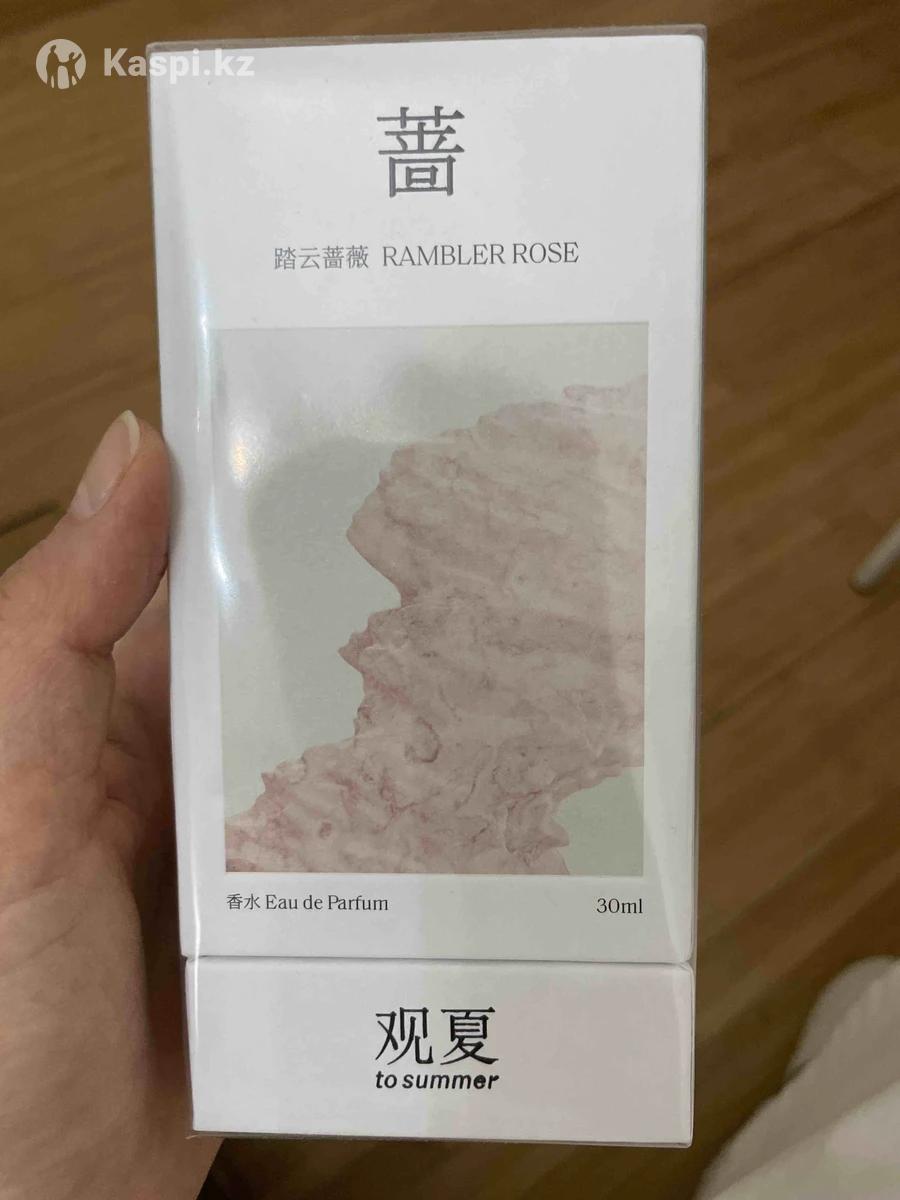 Kaspi.kz
蔷
踏云蔷薇 RAMBLER ROSE
香水 Eau de Parfum
30ml
观夏
to summer